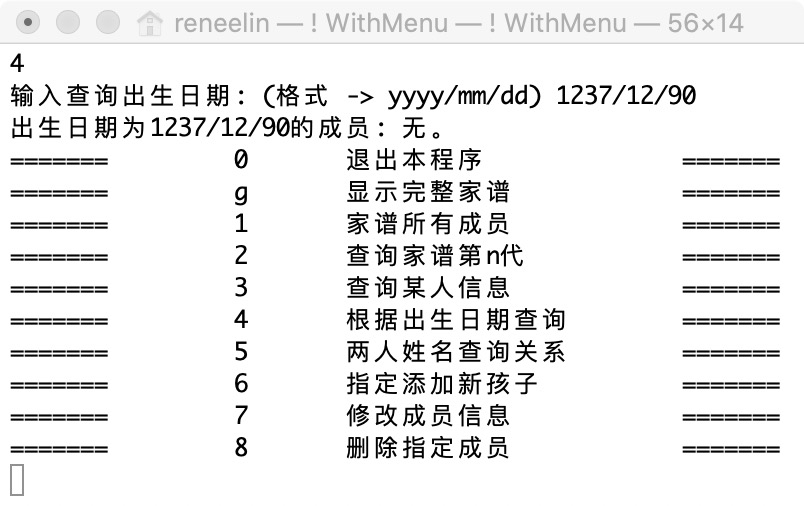 reneelin — ! WithMenu — ! WithMenu — 56×14
4
输入查询出生日期: (格式 -> yyyy/mm/dd) 1237/12/90
出生日期为1237/12/90的成员: 无。
======= 0 退出本程序 =======
======= g 显示完整家谱 =======
======= 1 家谱所有成员 =======
======= 2 查询家谱第n代 =======
======= 3 查询某人信息 =======
======= 4 根据出生日期查询 =======
======= 5 两人姓名查询关系 =======
======= 6 指定添加新孩子 =======
======= 7 修改成员信息 =======
======= 8 删除指定成员 =======